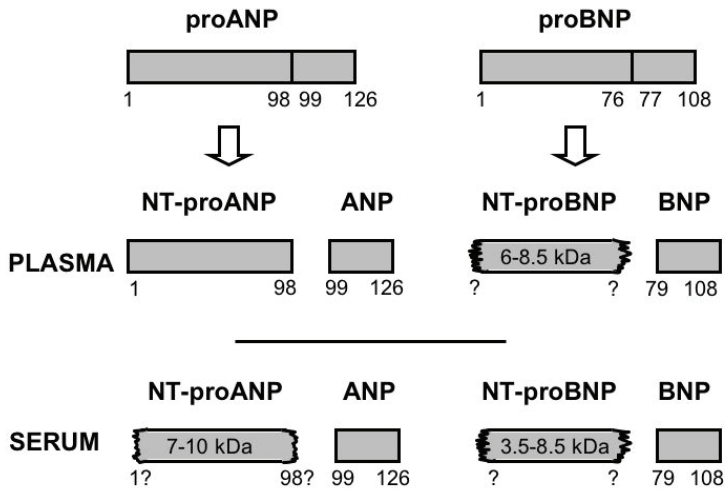 proANP proBNP
1 98 99 126 1 76 77 108
NT-proANP ANP NT-proBNP BNP
PLASMA 6-8.5 kDa
1 98 99 126 ? ? 79 108
NT-proANP ANP NT-proBNP BNP
SERUM 7-10 kDa 3.5-8.5 kDa
1? 98? 99 126 ? ? 79 108